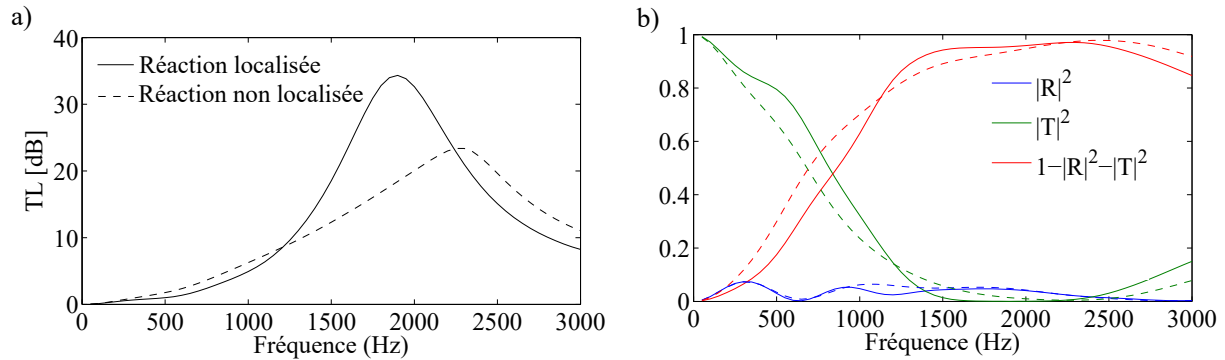 a)
TL [dB]
40
30
20
10
0
Réaction localisée
Réaction non localisée
0 500 1000 1500 2000 2500 3000
Fréquence (Hz)
b)
1
0.8
0.6
0.4
0.2
0
|R|²
|T|²
1−|R|²−|T|²
0 500 1000 1500 2000 2500 3000
Fréquence (Hz)